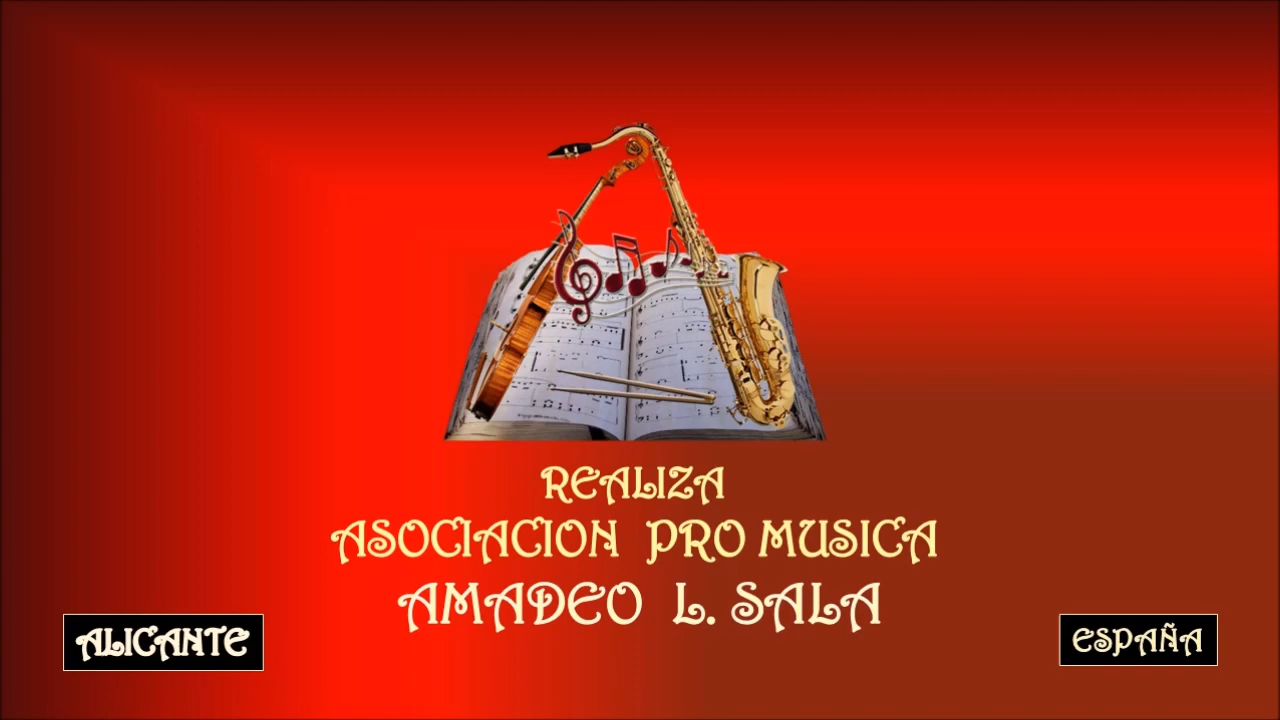 REALIZA
ASOCIACION PRO MUSICA
AMADEO L. SALA
ALICANTE
ESPAÑA